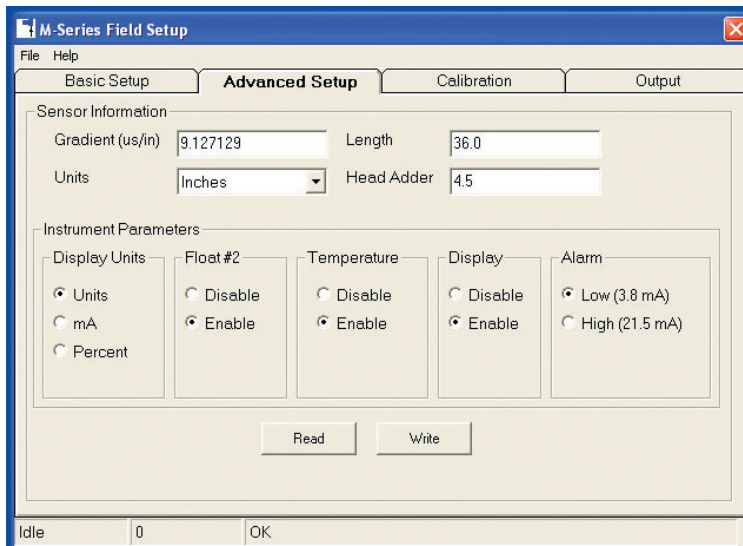 M-Series Field Setup
File Help
Basic Setup Advanced Setup Calibration Output
Sensor Information
Gradient (us/in) 9.127129 Length 36.0
Units Inches Head Adder 4.5
Instrument Parameters
Display Units Float #2 Temperature Display Alarm
Units Disable Disable Disable Low (3.8 mA)
mA Enable Enable Enable High (21.5 mA)
Percent
Read Write
Idle 0 OK